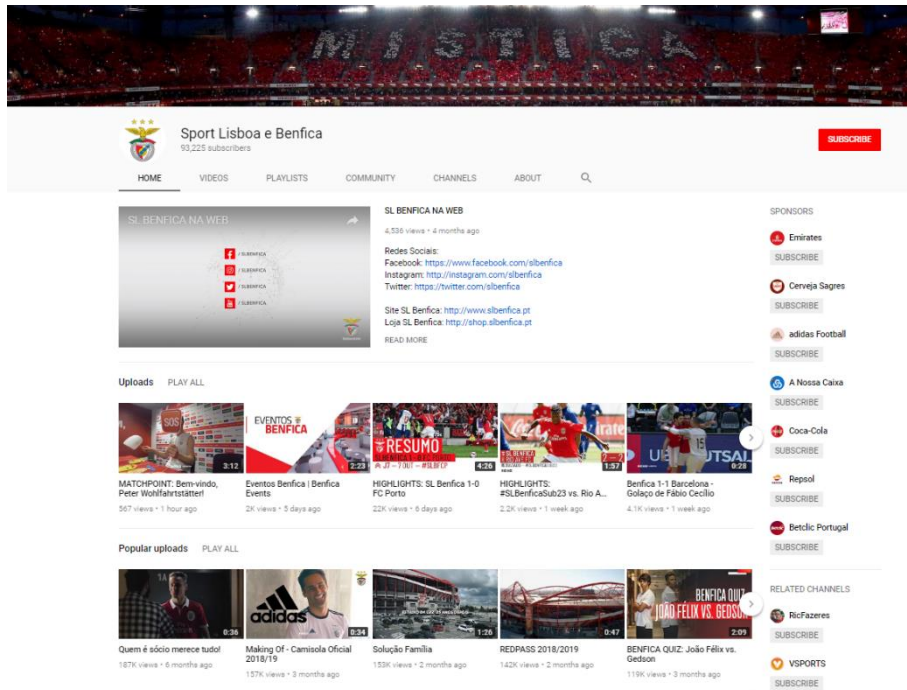 BENFICA
Sport Lisboa e Benfica
93,225 subscribers
SUBSCRIBE
HOME VIDEOS PLAYLISTS COMMUNITY CHANNELS ABOUT
SL BENFICA NA WEB
/ SLBENFICA
/ SLBENFICA
/ SLBENFICA
/ SLBENFICA
SL BENFICA NA WEB
4,536 views • 4 months ago
Redes Sociais:
Facebook: https://www.facebook.com/slbenfica
Instagram: http://instagram.com/slbenfica
Twitter: https://twitter.com/slbenfica
Site SL Benfica: http://www.slbenfica.pt
Loja SL Benfica: http://shop.slbenfica.pt
READ MORE
Uploads PLAY ALL
SOS
3:12
MATCHPOINT: Bem-vindo,
Peter Wohlfahrtstätter!
567 views • 1 hour ago
EVENTOS
BENFICA
2:23
Eventos Benfica | Benfica
Events
2K views • 5 days ago
RESUMO
4:26
HIGHLIGHTS: SL Benfica 1-0
FC Porto
22K views • 6 days ago
1:57
HIGHLIGHTS:
#SLBenficaSub23 vs. Rio A...
2.2K views • 1 week ago
0:28
Benfica 1-1 Barcelona -
Golaço de Fábio Cecílio
4.1K views • 1 week ago
Popular uploads PLAY ALL
0:36
Quem é sócio merece tudo!
187K views • 6 months ago
adidas
0:34
Making Of - Camisola Oficial
2018/19
157K views • 3 months ago
1:26
Solução Família
153K views • 2 months ago
0:47
REDPASS 2018/2019
142K views • 2 months ago
BENFICA QUIZ
JOÃO FÉLIX VS. GEDSON
2:09
BENFICA QUIZ: João Félix vs.
Gedson
119K views • 3 months ago
SPONSORS
Emirates
SUBSCRIBE
Cerveja Sagres
SUBSCRIBE
adidas Football
SUBSCRIBE
A Nossa Caixa
SUBSCRIBE
Coca-Cola
SUBSCRIBE
Repsol
SUBSCRIBE
Betclic Portugal
SUBSCRIBE
RELATED CHANNELS
RicFazeres
SUBSCRIBE
VSPORTS
SUBSCRIBE